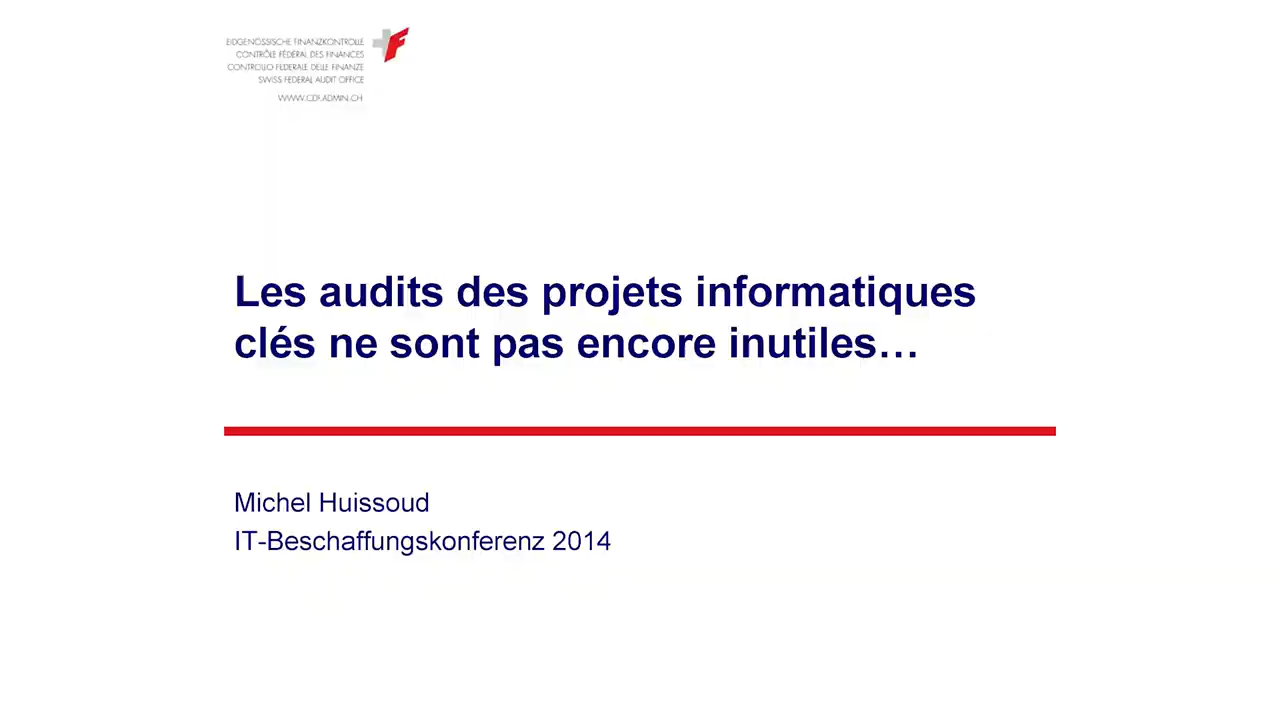 EIDGENÖSSISCHE FINANZKONTROLLE
CONTRÔLE FÉDÉRAL DES FINANCES
CONTROLLO FEDERALE DELLE FINANZE
SWISS FEDERAL AUDIT OFFICE
WWW.CDF.ADMIN.CH
Les audits des projets informatiques
clés ne sont pas encore inutiles…
Michel Huissoud
IT-Beschaffungskonferenz 2014